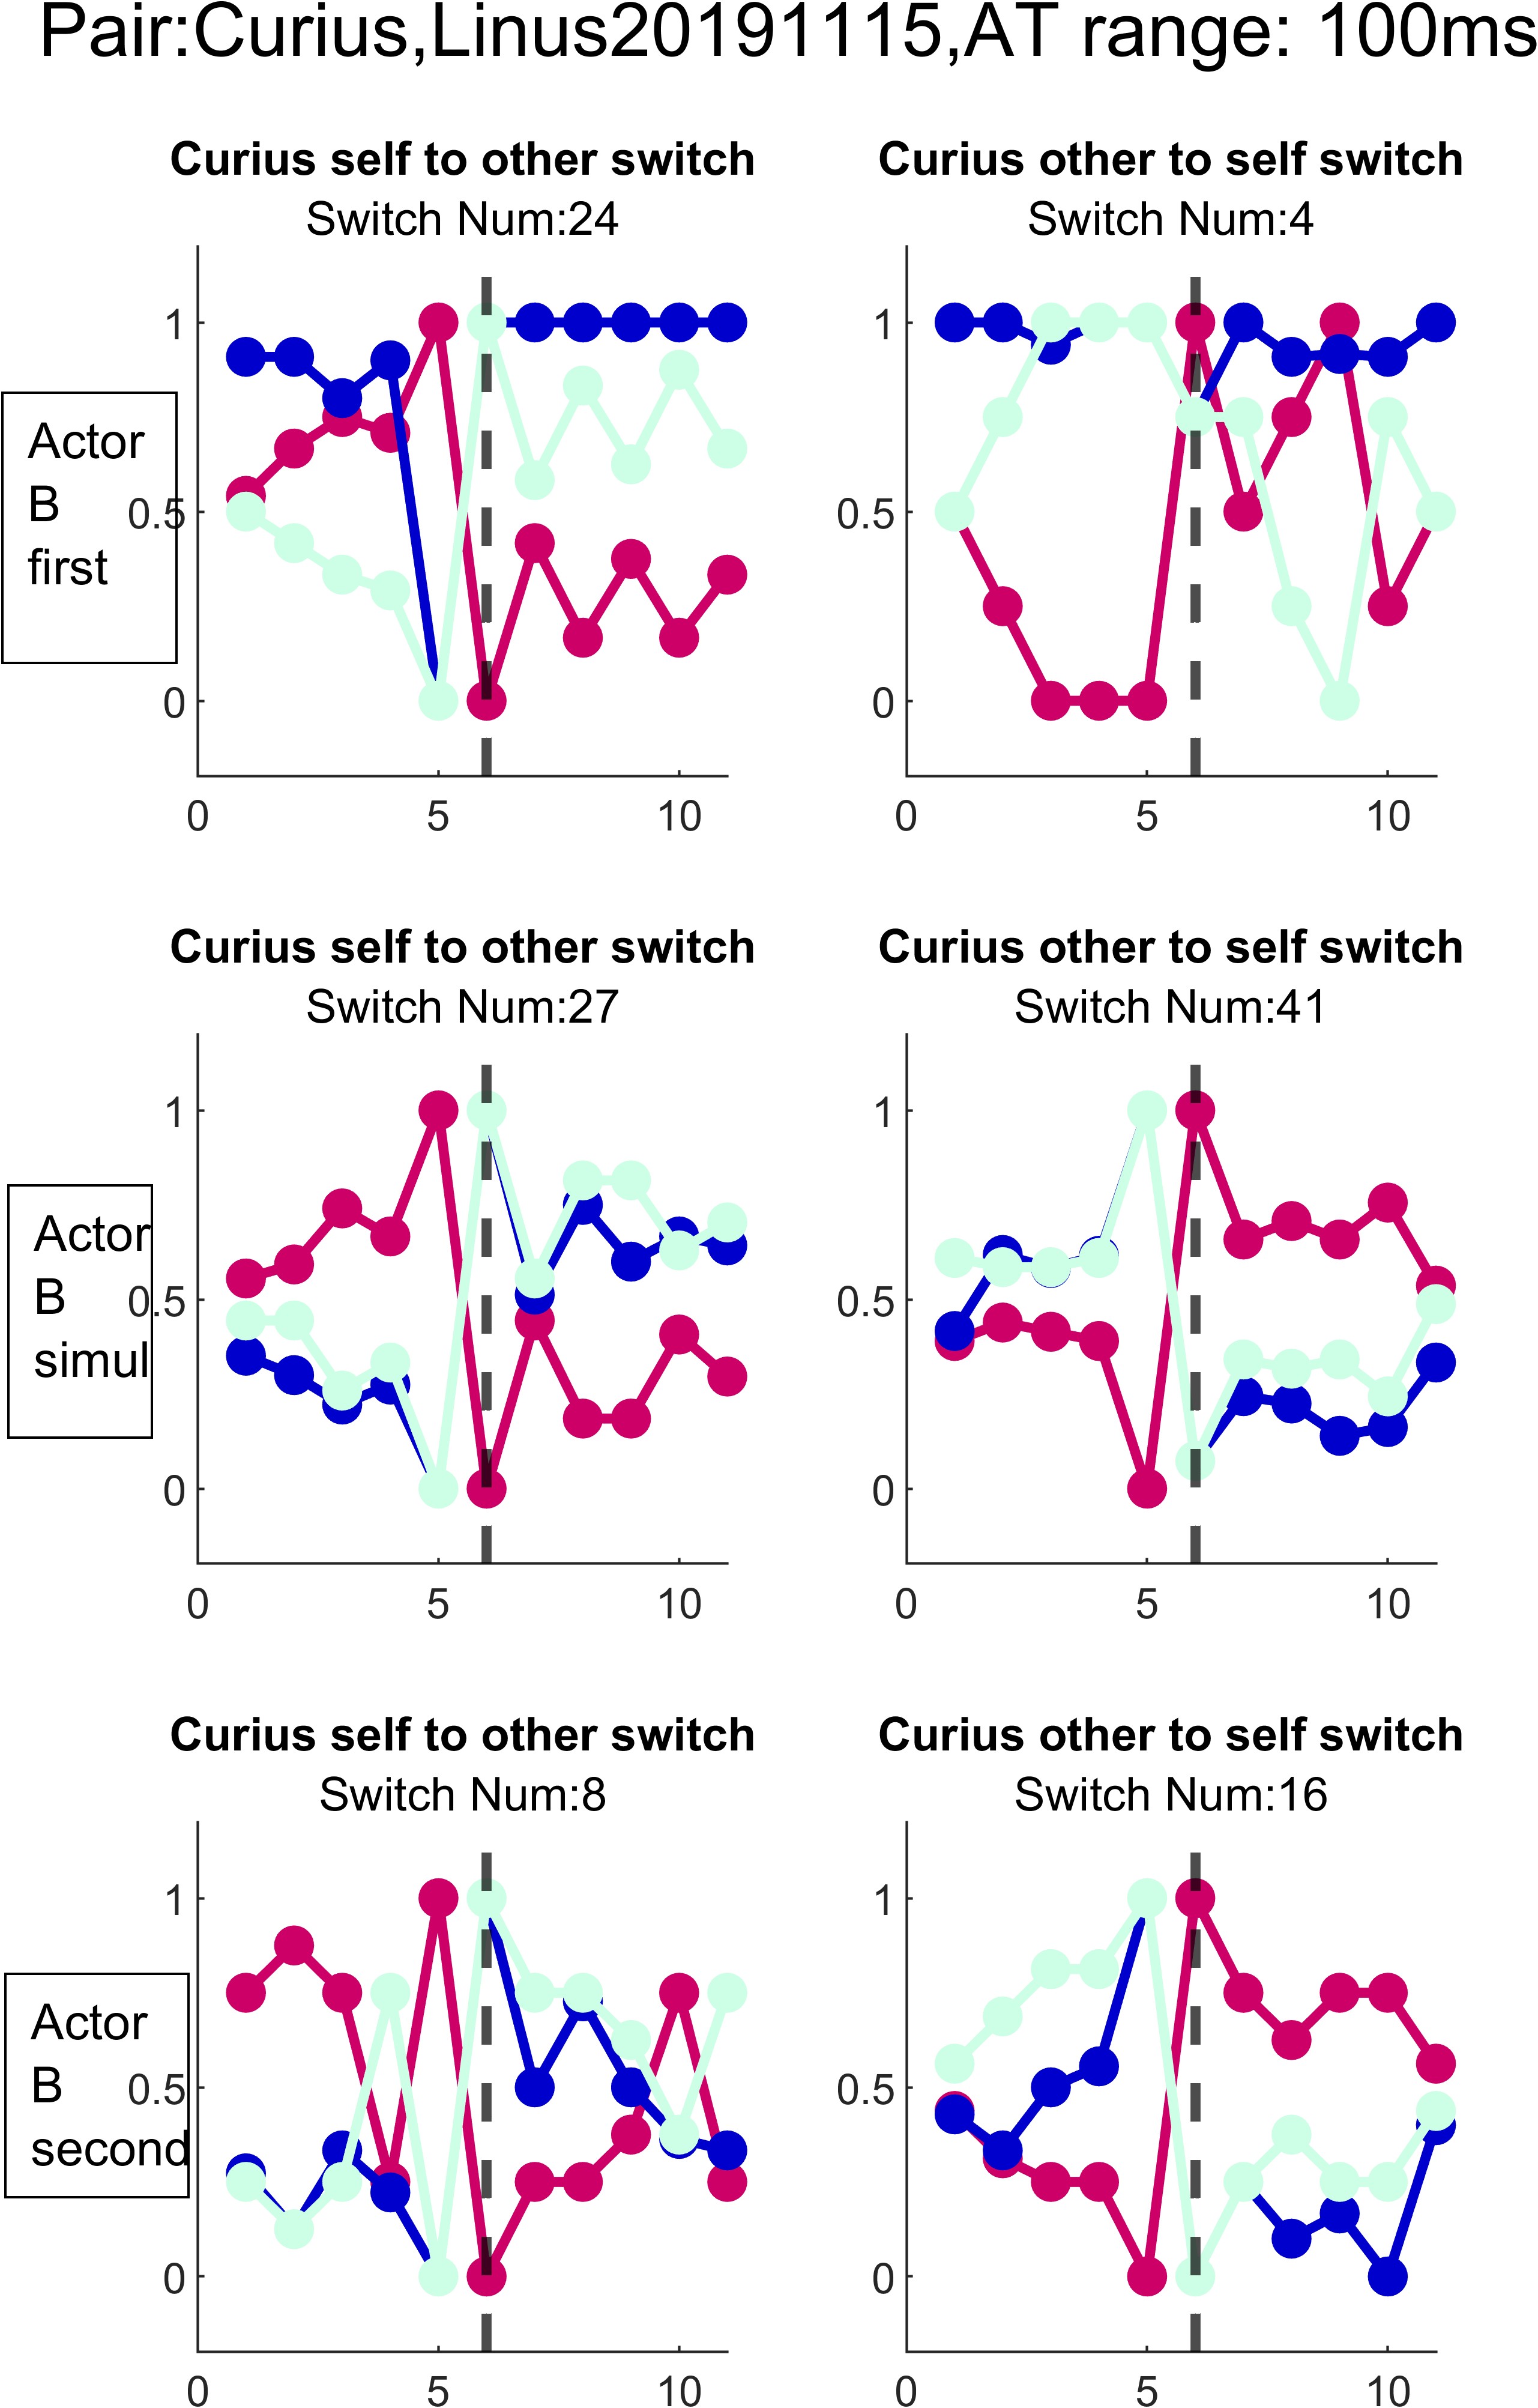 Pair:Curius,Linus20191115,AT range: 100ms
Curius self to other switch
Switch Num:24
Curius other to self switch
Switch Num:4
Actor
B
first
1
0.5
0
0 5 10
1
0.5
0
0 5 10
Curius self to other switch
Switch Num:27
Curius other to self switch
Switch Num:41
Actor
B
simul
1
0.5
0
0 5 10
1
0.5
0
0 5 10
Curius self to other switch
Switch Num:8
Curius other to self switch
Switch Num:16
Actor
B
second
1
0.5
0
0 5 10
1
0.5
0
0 5 10